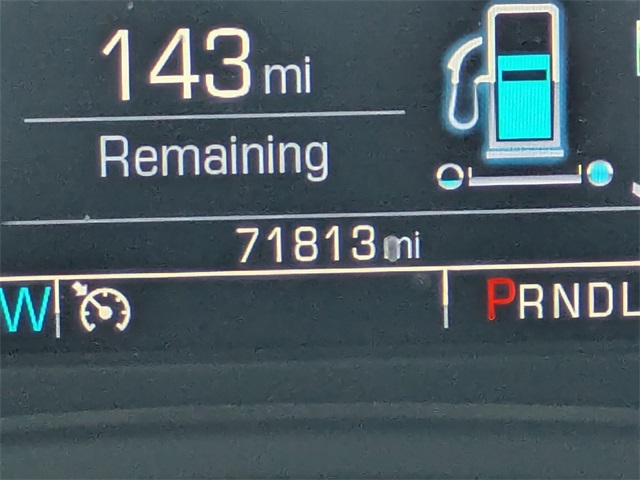 143 mi
Remaining
71813 mi
W
PRNDL